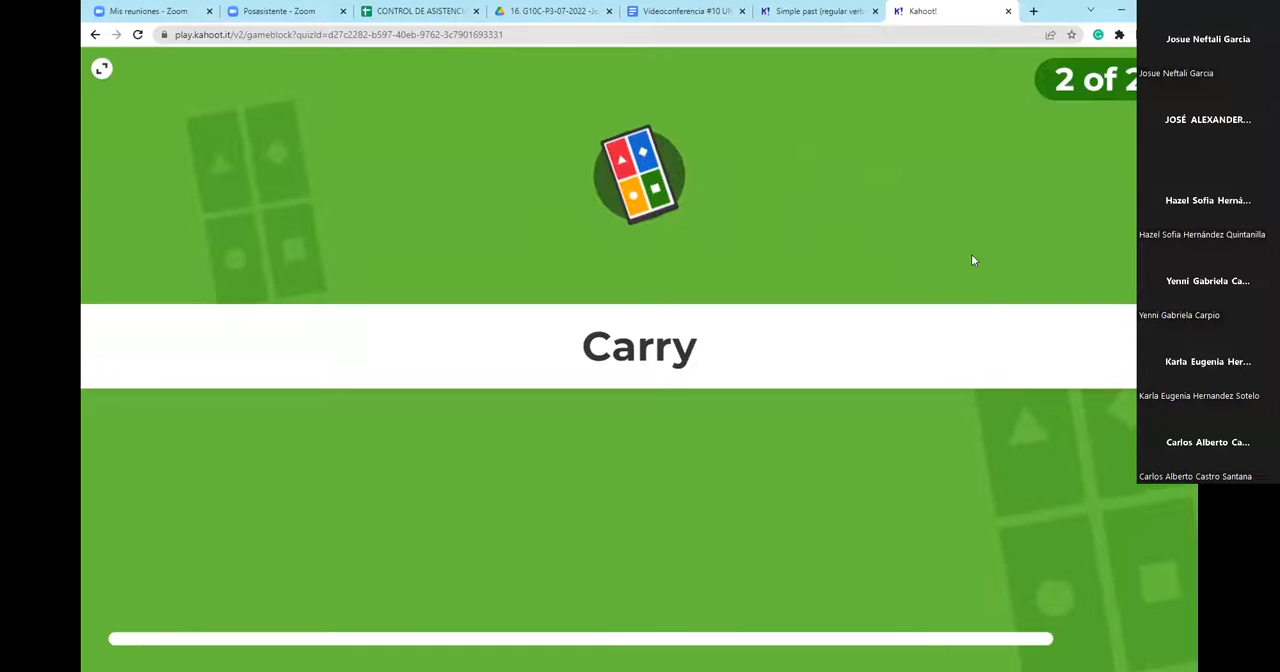 Mis reuniones - Zoom
Posasistente - Zoom
CONTROL DE ASISTENCI
16. G10C-P3-07-2022 -Jo
Videoconferencia #10 UN
K! Simple past (regular verb
K! Kahoot!
play.kahoot.it/v2/gameblock?quizId=d27c2282-b597-40eb-9762-3c7901693331
2 of 2
Carry
Josue Neftali Garcia
Josue Neftali Garcia
JOSÉ ALEXANDER...
Hazel Sofia Herná...
Hazel Sofia Hernández Quintanilla
Yenni Gabriela Ca...
Yenni Gabriela Carpio
Karla Eugenia Her...
Karla Eugenia Hernandez Sotelo
Carlos Alberto Ca...
Carlos Alberto Castro Santana